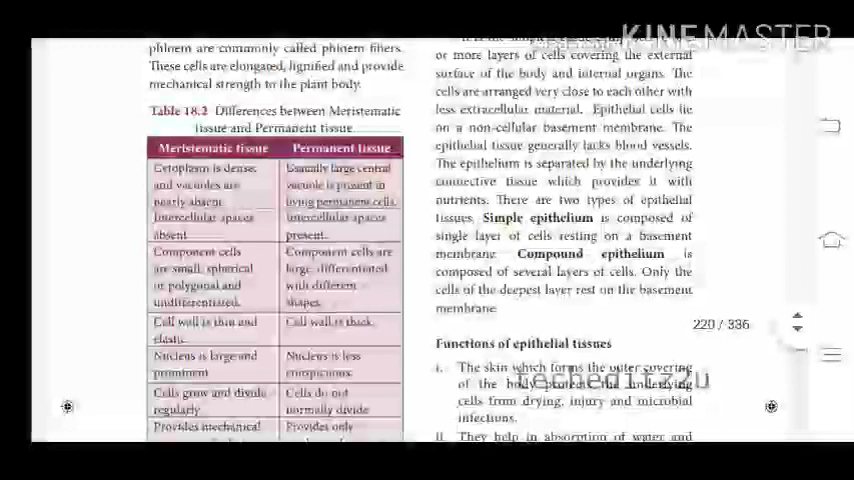 KINEMASTER
phloem are commonly called phloem fibers.
These cells are elongated, lignified and provide
mechanical strength to the plant body.
Table 18.2 Differences between Meristematic
tissue and Permanent tissue
Meristematic tissue Permanent tissue
Cytoplasm is dense, Usually large central
and vacuoles are vacuole is present in
nearly absent. living permanent cells.
Intercellular spaces Intercellular spaces
absent. present.
Component cells Component cells are
are small, spherical large, differentiated
or polygonal and with different
undifferentiated. shapes.
Cell wall is thin and Cell wall is thick.
elastic.
Nucleus is large and Nucleus is less
prominent conspicuous.
Cells grow and divide Cells do not
regularly normally divide
Provides mechanical Provides only
or more layers of cells covering the external
surface of the body and internal organs. The
cells are arranged very close to each other with
less extracellular material. Epithelial cells lie
on a non-cellular basement membrane. The
epithelial tissue generally lacks blood vessels.
The epithelium is separated by the underlying
connective tissue which provides it with
nutrients. There are two types of epithelial
tissues. Simple epithelium is composed of
single layer of cells resting on a basement
membrane. Compound epithelium is
composed of several layers of cells. Only the
cells of the deepest layer rest on the basement
membrane.
Functions of epithelial tissues
i. The skin which forms the outer covering
of the body protects the underlying
cells from drying, injury and microbial
infections.
ii. They help in absorption of water and
220 / 336
techeditz2u